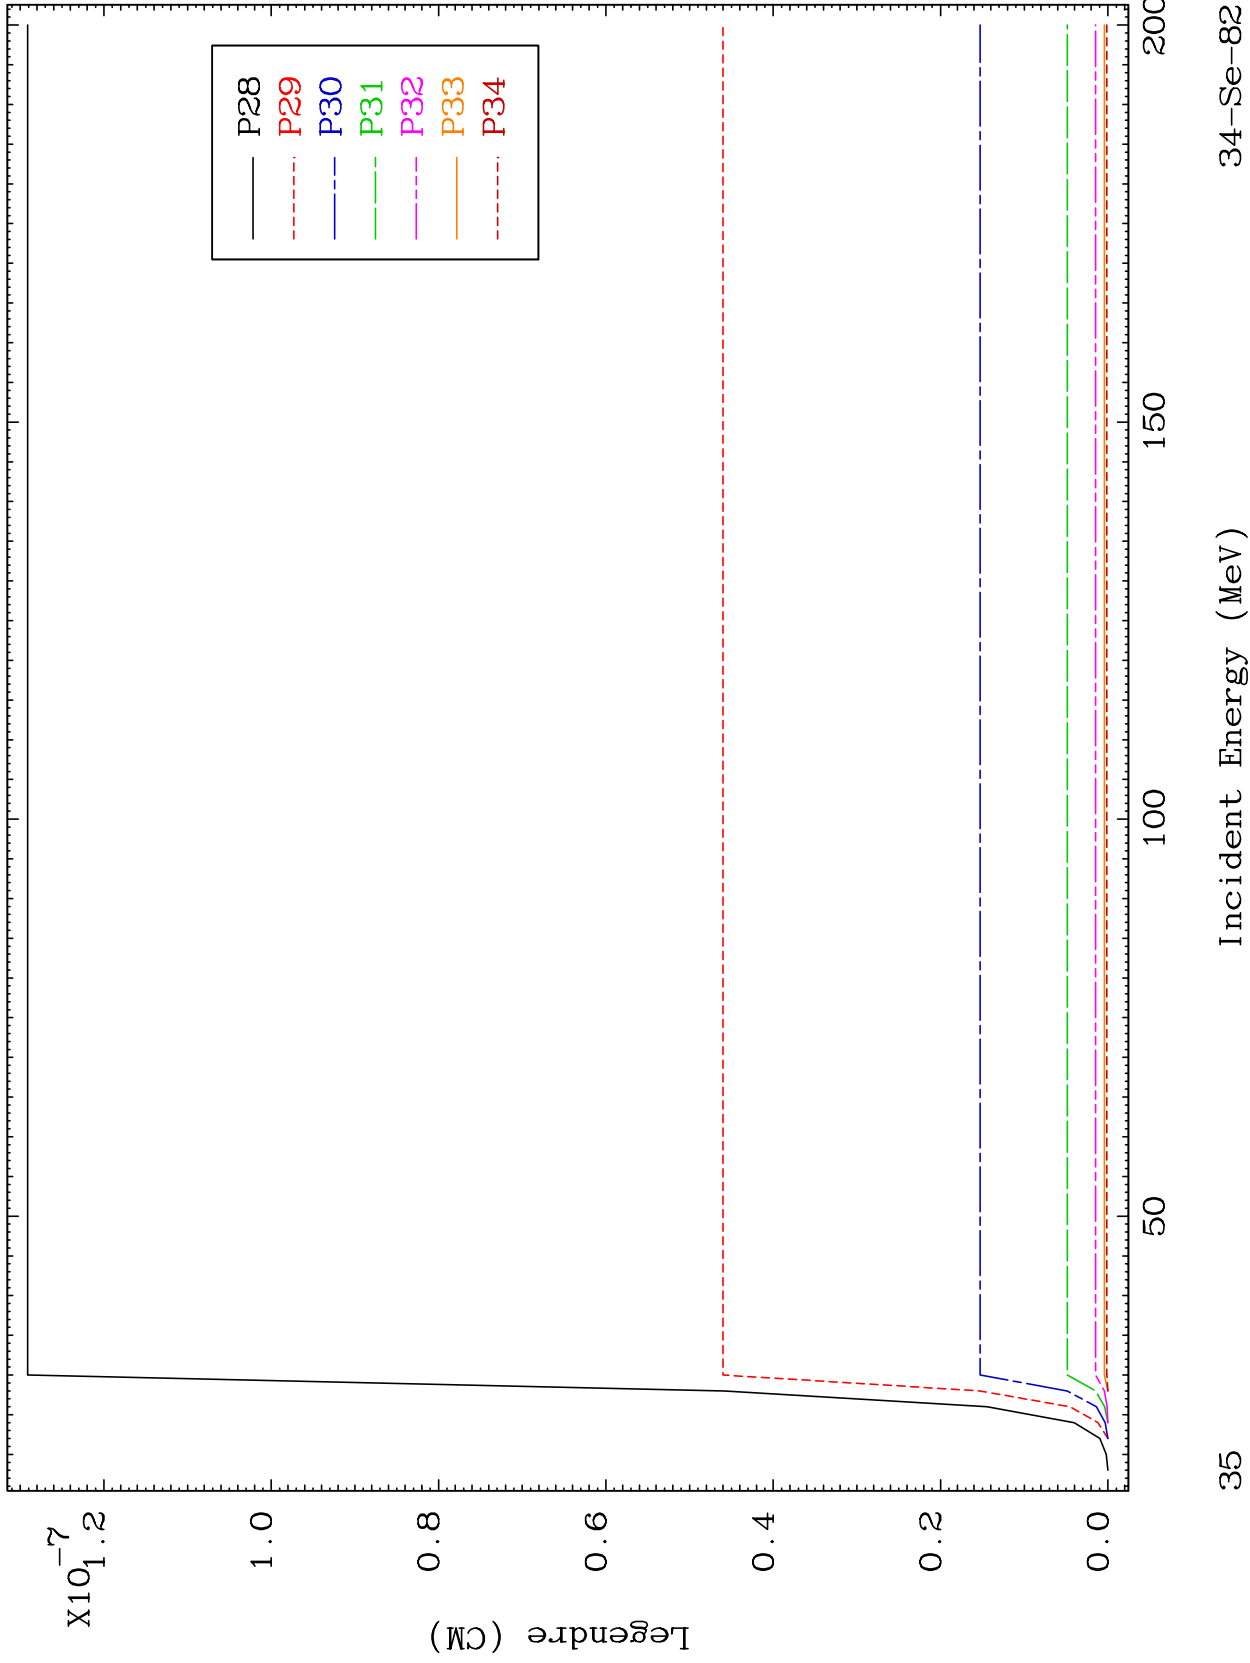 X10-7
1.2
1.0
0.8
0.6
0.4
0.2
0.0
Legendre (CM)
P28
P29
P30
P31
P32
P33
P34
50
100
150
200
Incident Energy (MeV)
35
34-Se-82